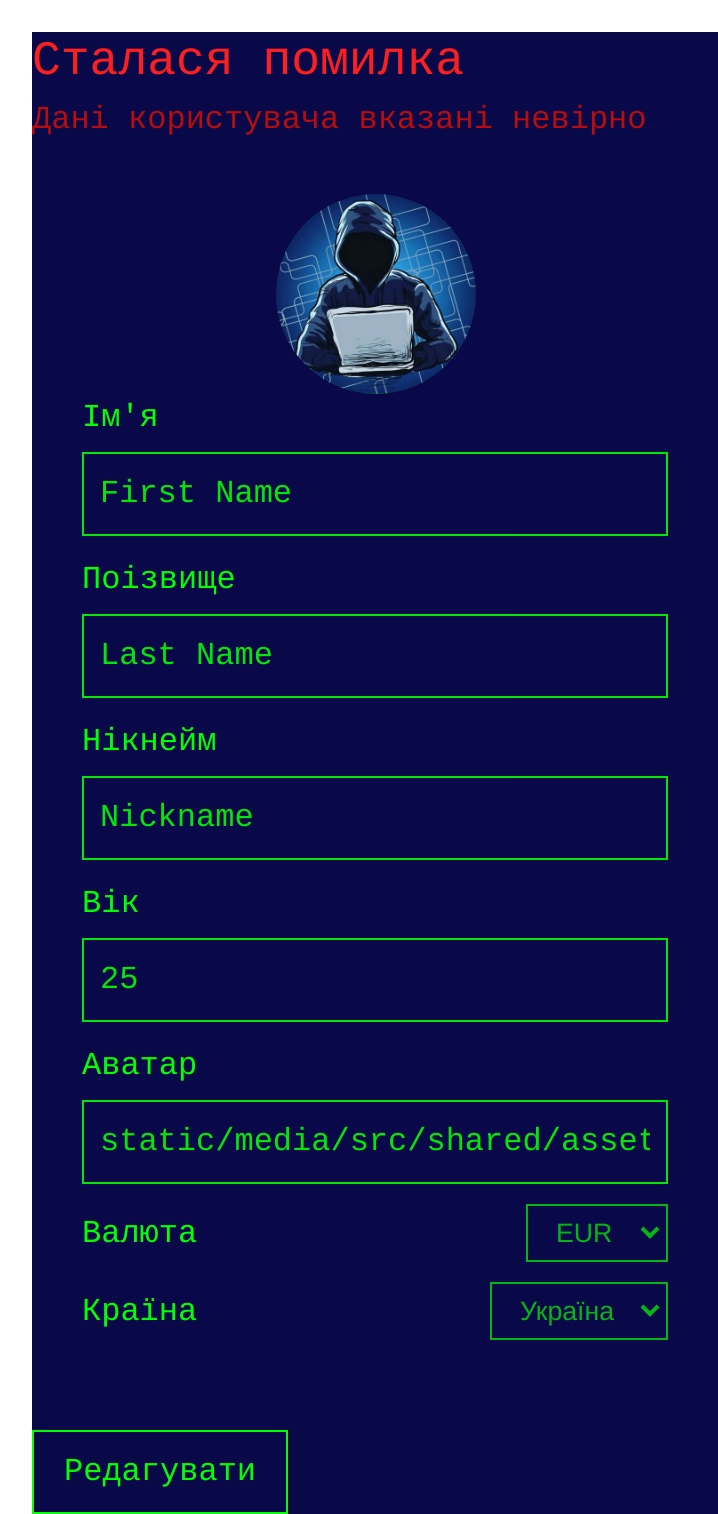 Сталася помилка
Дані користувача вказані невірно
Ім'я
First Name
Поізвище
Last Name
Нікнейм
Nickname
Вік
25
Аватар
static/media/src/shared/asset
Валюта
EUR
Країна
Україна
Редагувати